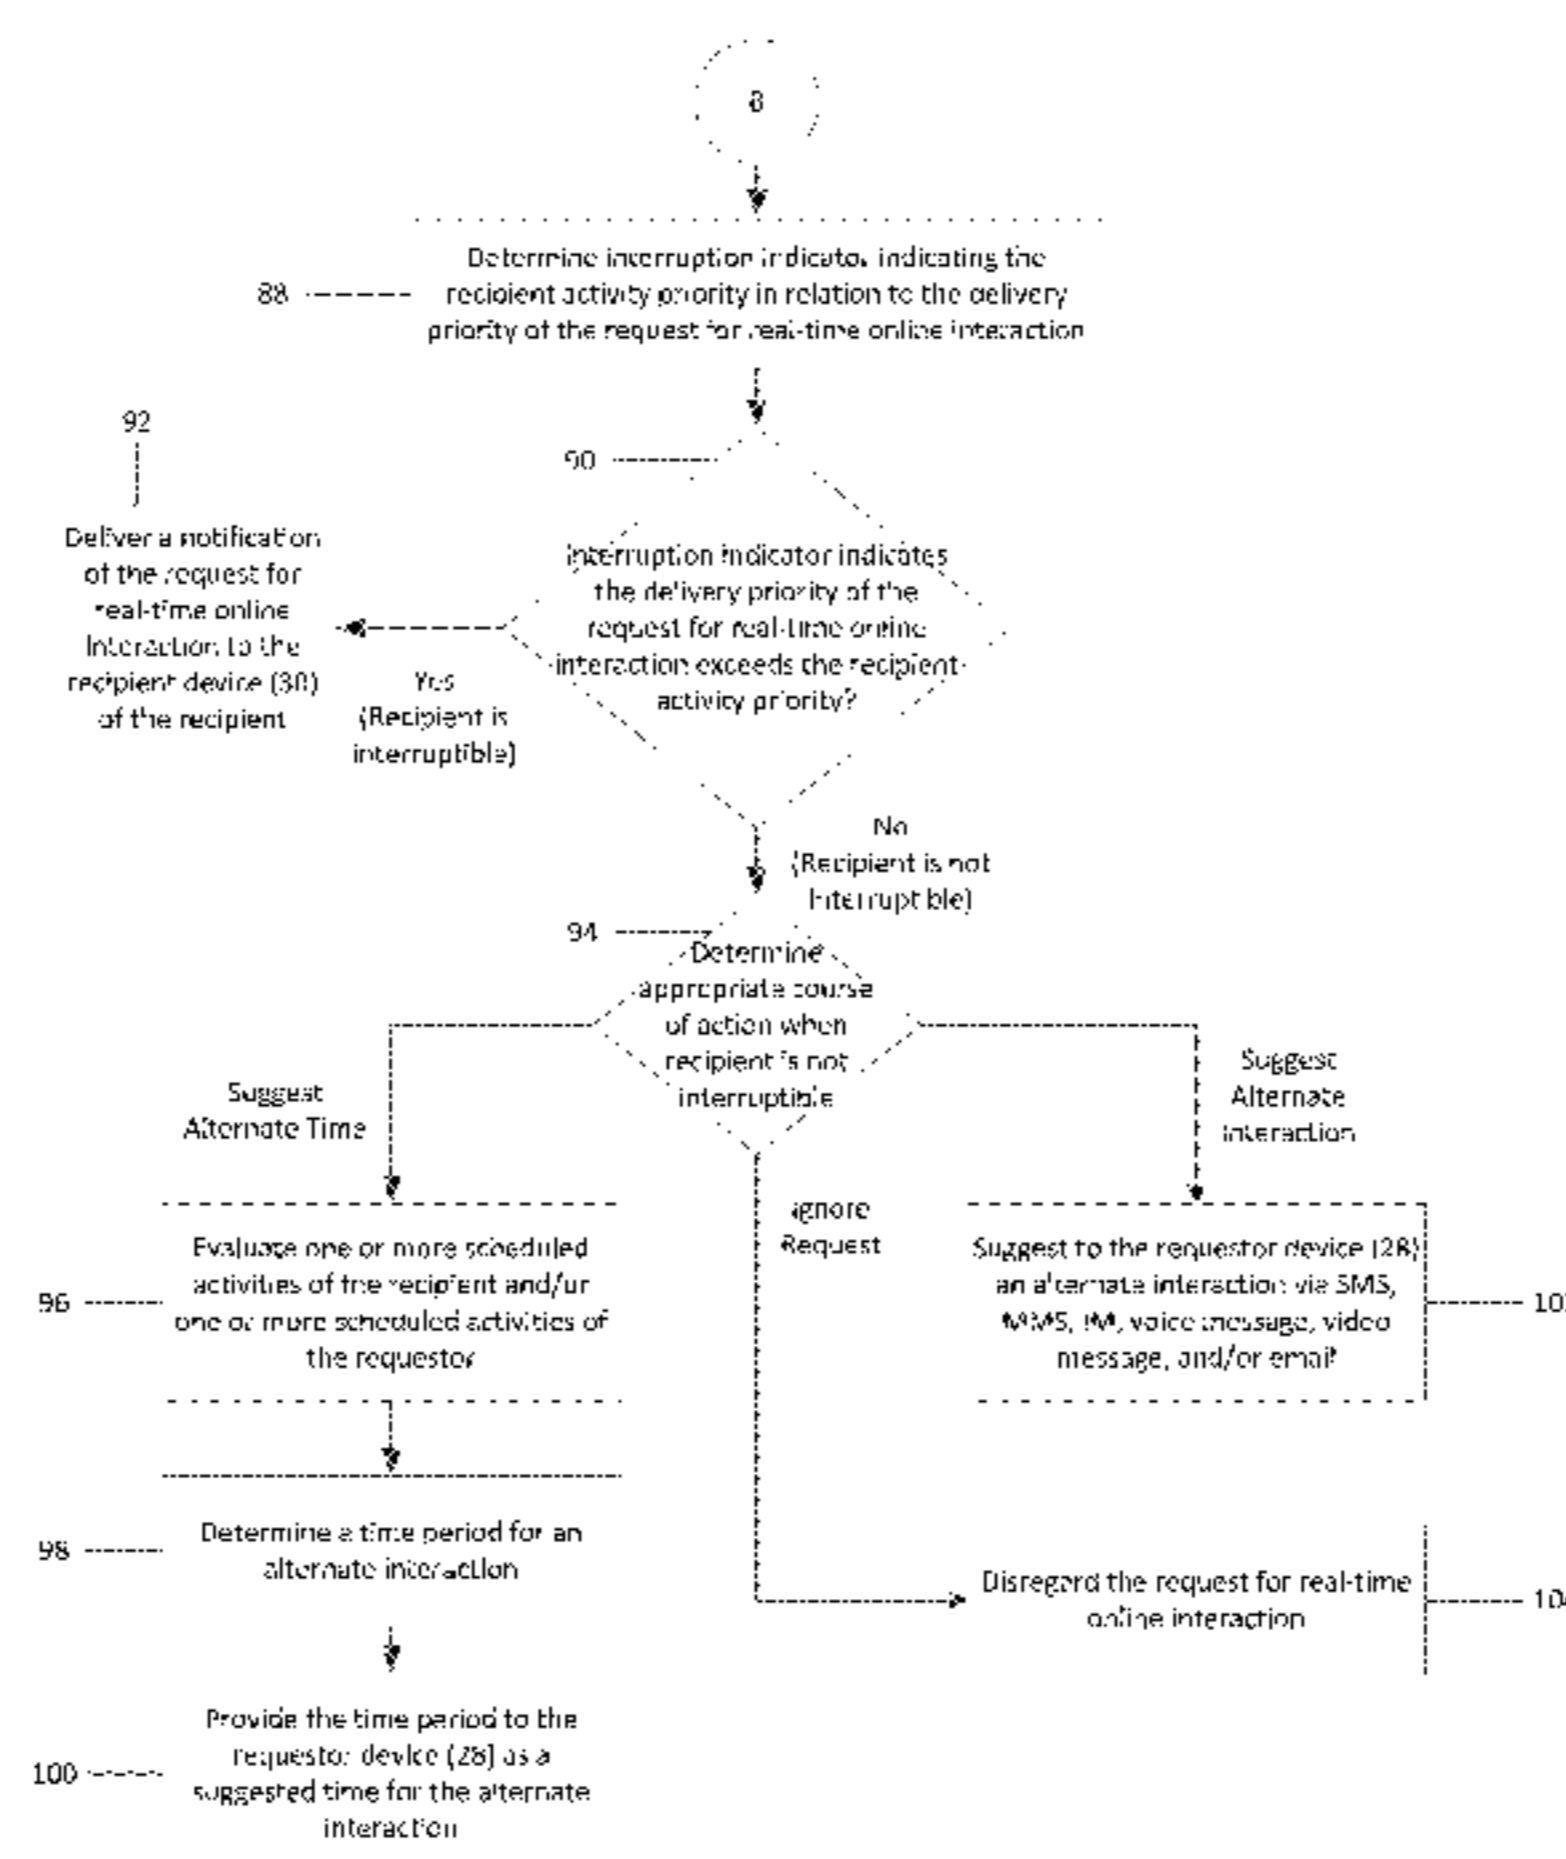 Determine interruption indicator indicating the
88
recipient activity priority in relation to the delivery
priority of the request for real-time online interaction
92
90
Deliver a notification
of the request for
real-time online
interaction to the
recipient device (30)
of the recipient
Yes
(Recipient is
interruptible)
interruption indicator indicates
the delivery priority of the
request for real-time online
interaction exceeds the recipient
activity priority?
No
(Recipient is not
interruptible)
94
Determine
appropriate course
of action when
recipient is not
interruptible
Suggest
Alternate Time
Suggest
Alternate
interaction
ignore
Request
96
Evaluate one or more scheduled
activities of the recipient and/or
one or more scheduled activities of
the requestor
Suggest to the requestor device (28)
an alternate interaction via SMS,
MMS, IM, voice message, video
message, and/or email
98
Determine a time period for an
alternate interaction
Disregard the request for real-time
online interaction
100
Provide the time period to the
requestor device (28) as a
suggested time for the alternate
interaction